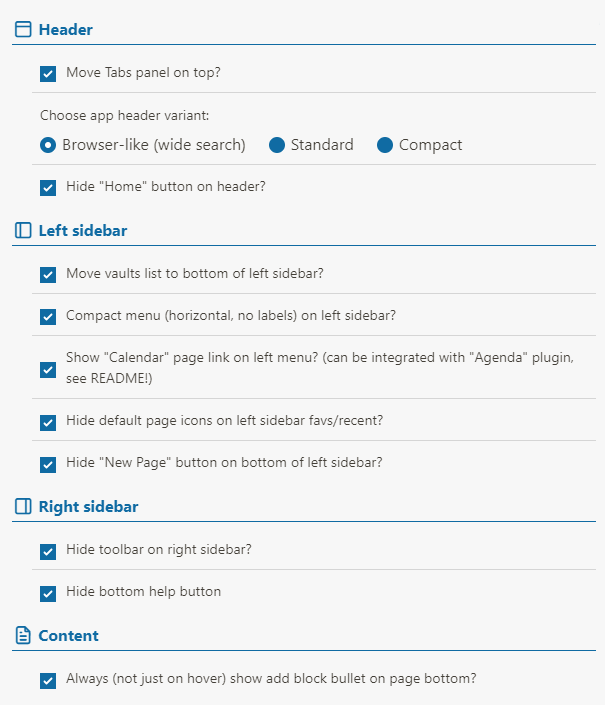 Header
Move Tabs panel on top?
Choose app header variant:
Browser-like (wide search) Standard Compact
Hide "Home" button on header?
Left sidebar
Move vaults list to bottom of left sidebar?
Compact menu (horizontal, no labels) on left sidebar?
Show "Calendar" page link on left menu? (can be integrated with "Agenda" plugin,
see README!)
Hide default page icons on left sidebar favs/recent?
Hide "New Page" button on bottom of left sidebar?
Right sidebar
Hide toolbar on right sidebar?
Hide bottom help button
Content
Always (not just on hover) show add block bullet on page bottom?